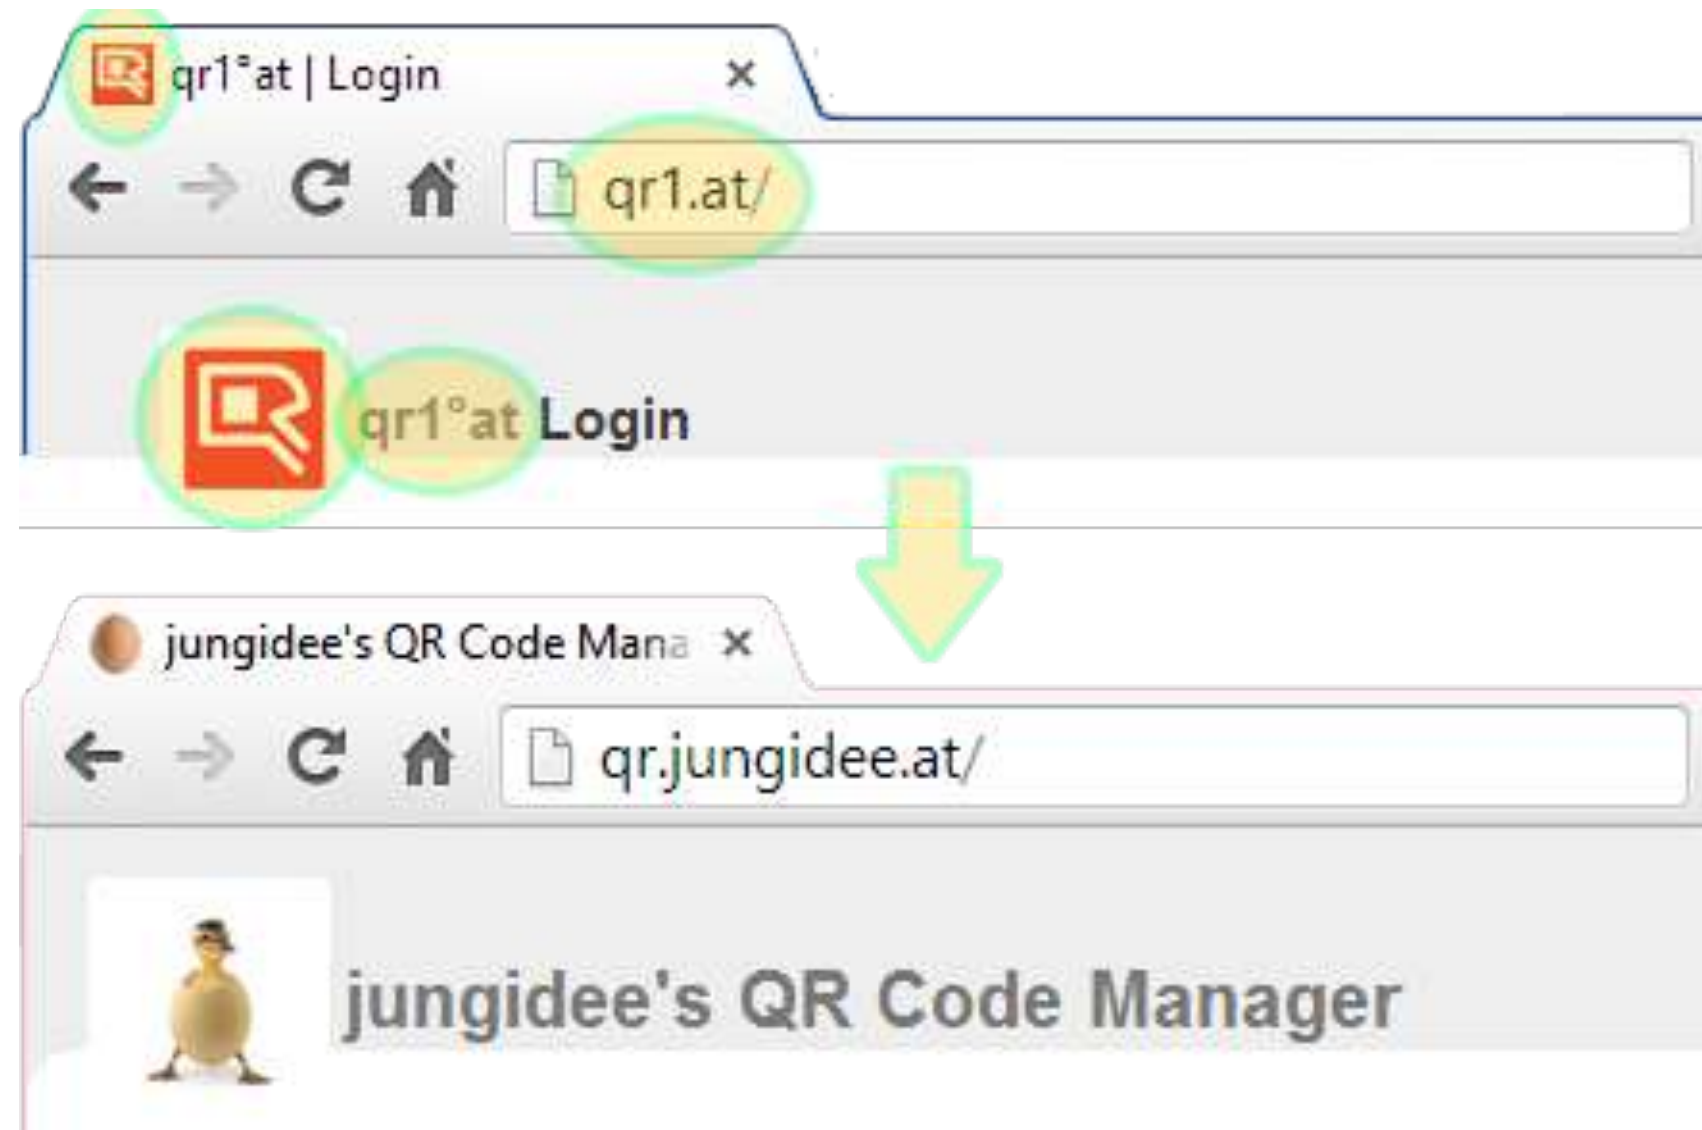 qr1°at | Login
qr1.at/
qr1°at Login
jungidee's QR Code Mana
qr.jungidee.at/
jungidee's QR Code Manager